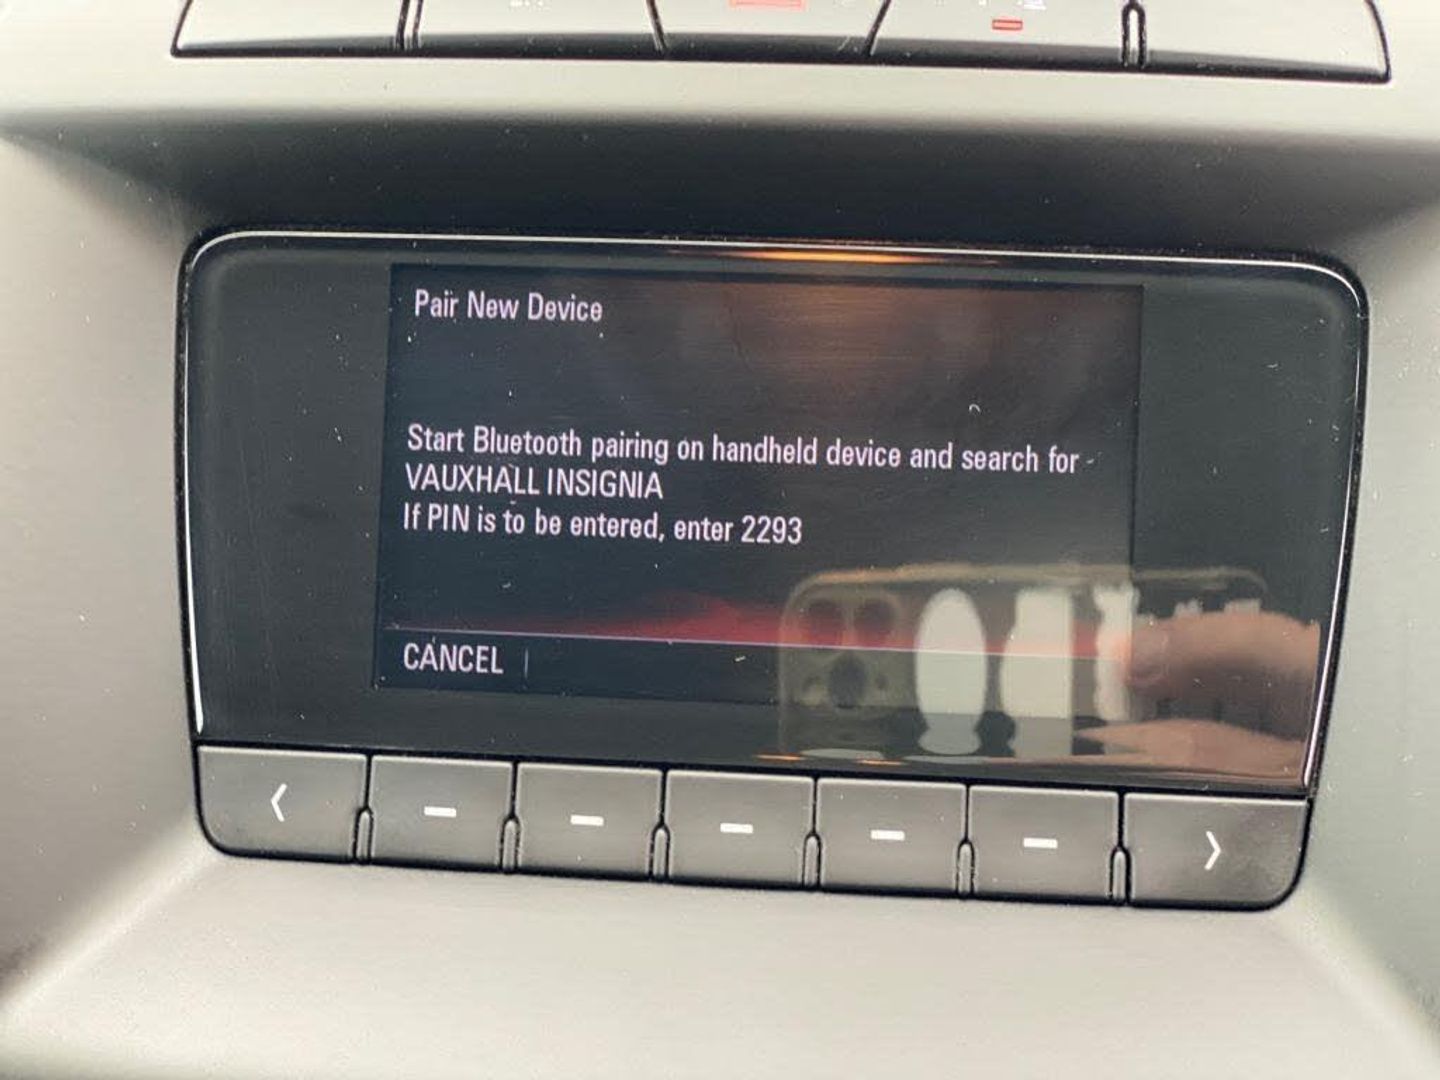 Pair New Device
Start Bluetooth pairing on handheld device and search for -
VAUXHALL INSIGNIA
If PIN is to be entered, enter 2293
CANCEL